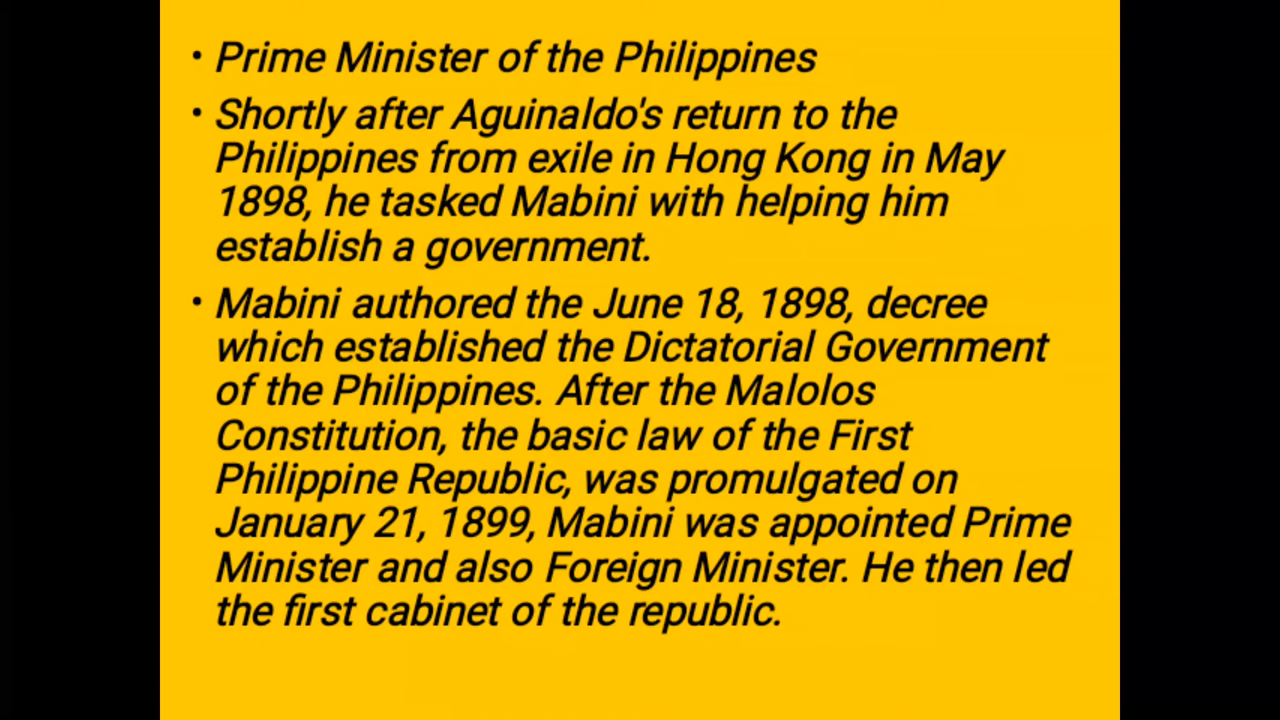 • Prime Minister of the Philippines
• Shortly after Aguinaldo's return to the
Philippines from exile in Hong Kong in May
1898, he tasked Mabini with helping him
establish a government.
• Mabini authored the June 18, 1898, decree
which established the Dictatorial Government
of the Philippines. After the Malolos
Constitution, the basic law of the First
Philippine Republic, was promulgated on
January 21, 1899, Mabini was appointed Prime
Minister and also Foreign Minister. He then led
the first cabinet of the republic.